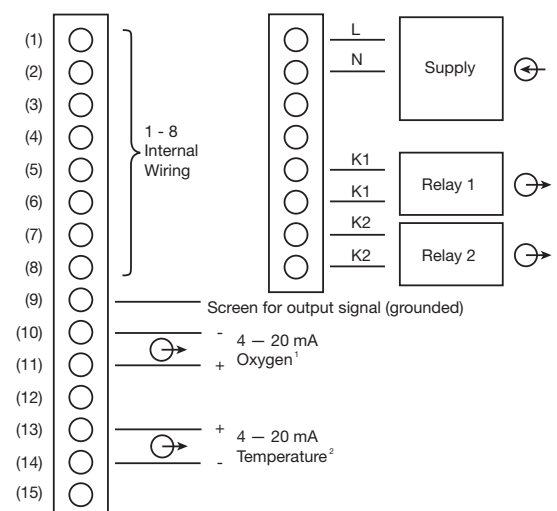 (1)
(2)
(3)
(4)
(5)
(6)
(7)
(8)
(9)
(10)
(11)
(12)
(13)
(14)
(15)
1 - 8
Internal
Wiring
L
N
Supply
K1
K1
Relay 1
K2
K2
Relay 2
Screen for output signal (grounded)
-
4 — 20 mA
Oxygen¹
+
+
4 — 20 mA
Temperature²
-